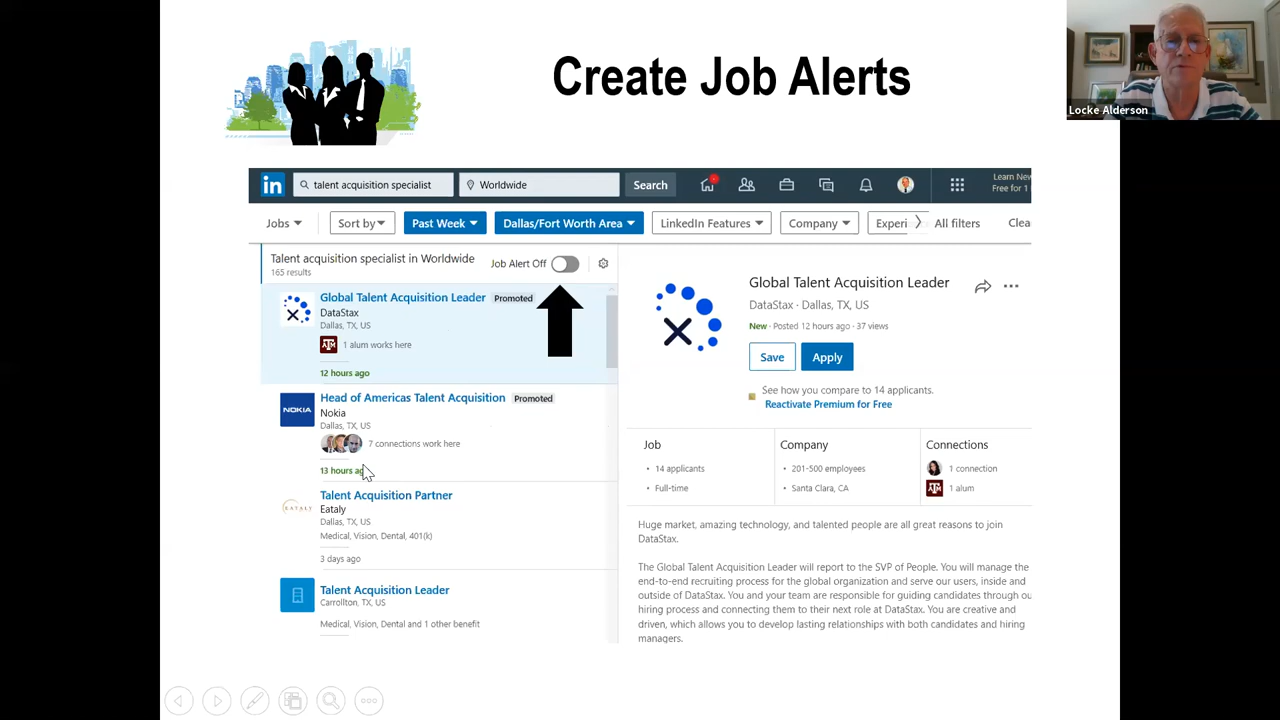 Create Job Alerts
Locke Alderson
in
talent acquisition specialist
Worldwide
Search
Learn New
Free for 1
Jobs
Sort by
Past Week
Dallas/Fort Worth Area
LinkedIn Features
Company
Experi
All filters
Clea
Talent acquisition specialist in Worldwide
165 results
Job Alert Off
Global Talent Acquisition Leader Promoted
DataStax
Dallas, TX, US
ATM
1 alum works here
12 hours ago
NOKIA
Head of Americas Talent Acquisition Promoted
Nokia
Dallas, TX, US
7 connections work here
13 hours ag
EATALY
Talent Acquisition Partner
Eataly
Dallas, TX, US
Medical, Vision, Dental, 401(k)
3 days ago
Talent Acquisition Leader
Carrollton, TX, US
Medical, Vision, Dental and 1 other benefit
Global Talent Acquisition Leader
DataStax · Dallas, TX, US
New · Posted 12 hours ago · 37 views
Save
Apply
See how you compare to 14 applicants.
Reactivate Premium for Free
Job
• 14 applicants
• Full-time
Company
• 201-500 employees
• Santa Clara, CA
Connections
1 connection
ATM
1 alum
Huge market, amazing technology, and talented people are all great reasons to join
DataStax.
The Global Talent Acquisition Leader will report to the SVP of People. You will manage the
end-to-end recruiting process for the global organization and serve our users, inside and
outside of DataStax. You and your team are responsible for guiding candidates through ou
hiring process and connecting them to their next role at DataStax. You are creative and
driven, which allows you to develop lasting relationships with both candidates and hiring
managers.